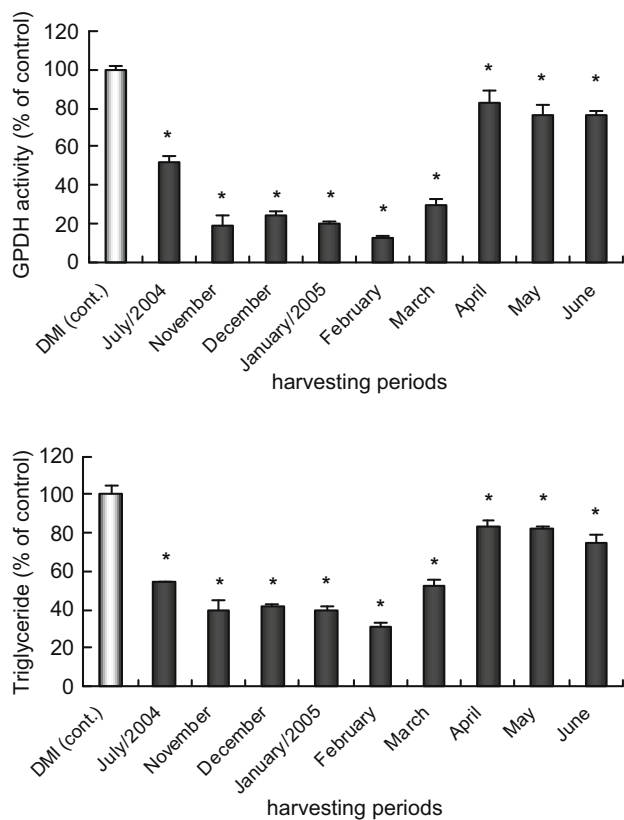 GPDH activity (% of control)
120
100
80
60
40
20
0
* * * * * * * * *
DMI (cont.)
July/2004
November
December
January/2005
February
March
April
May
June
harvesting periods
Triglyceride (% of control)
120
100
80
60
40
20
0
* * * * * * * * *
DMI (cont.)
July/2004
November
December
January/2005
February
March
April
May
June
harvesting periods